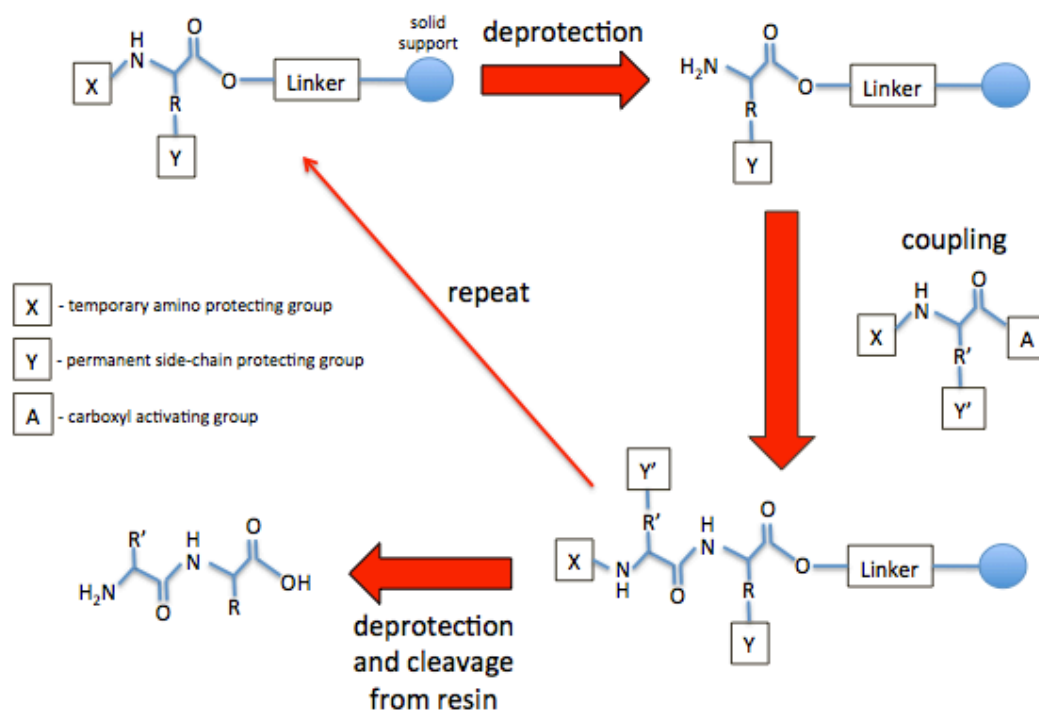 solid
support
deprotection
H
N
O
X
O
Linker
R
Y
H₂N
O
O
Linker
R
Y
coupling
H
N
O
X
A
R'
Y'
repeat
X - temporary amino protecting group
Y - permanent side-chain protecting group
A - carboxyl activating group
Y'
R'
H
N
O
X
N
H
O
O
Linker
R
Y
R'
H
N
O
H₂N
O
OH
R
deprotection
and cleavage
from resin